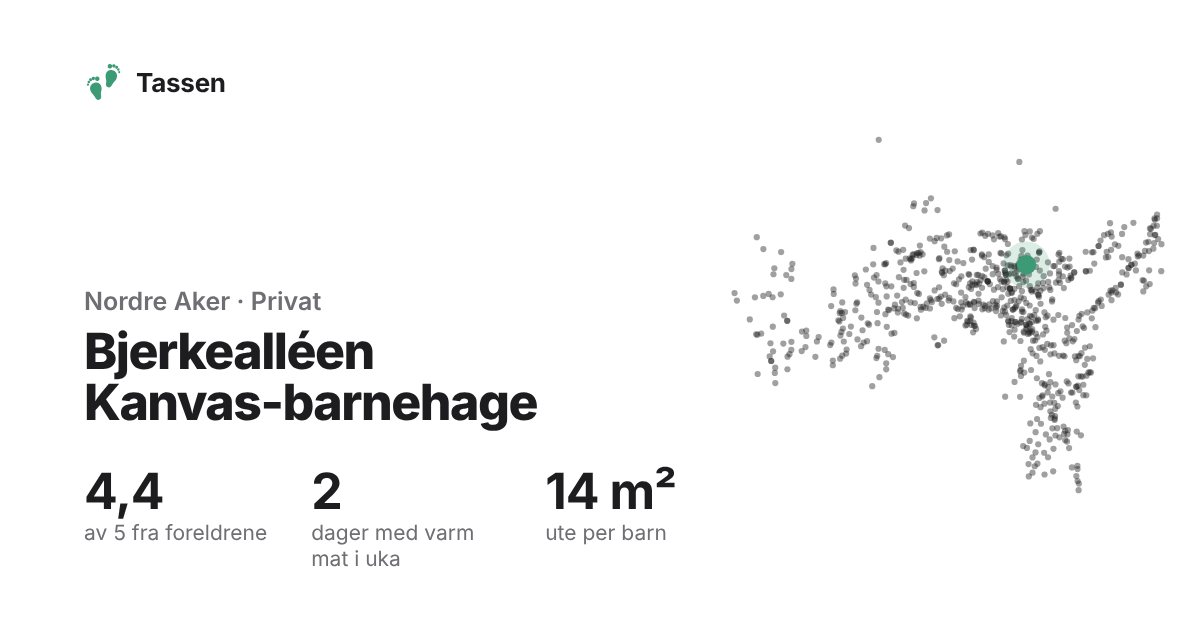 Tassen
Nordre Aker · Privat
Bjerkealléen
Kanvas-barnehage
4,4
av 5 fra foreldrene
2
dager med varm
mat i uka
14 m²
ute per barn